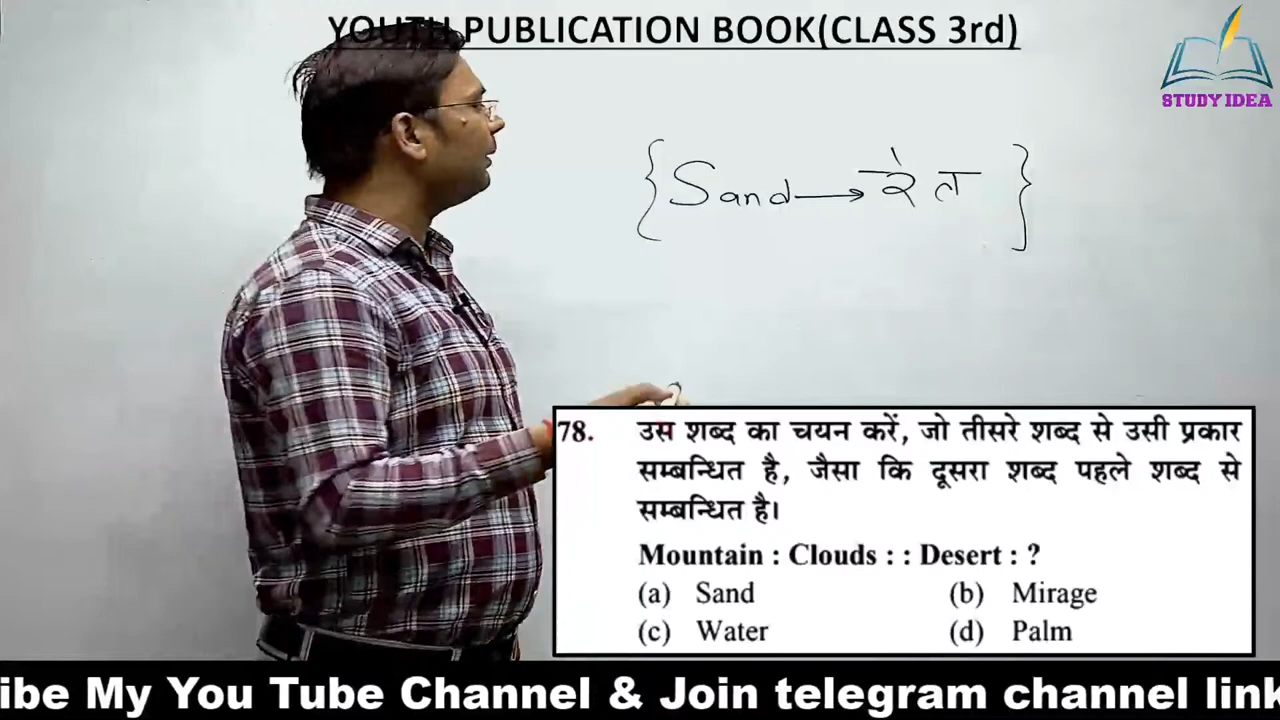 YOUTH PUBLICATION BOOK(CLASS 3rd)
STUDY IDEA
{ Sand → रेत }
78. उस शब्द का चयन करें, जो तीसरे शब्द से उसी प्रकार
सम्बन्धित है, जैसा कि दूसरा शब्द पहले शब्द से
सम्बन्धित है।
Mountain : Clouds : : Desert : ?
(a) Sand (b) Mirage
(c) Water (d) Palm
My You Tube Channel & Join telegram channel link